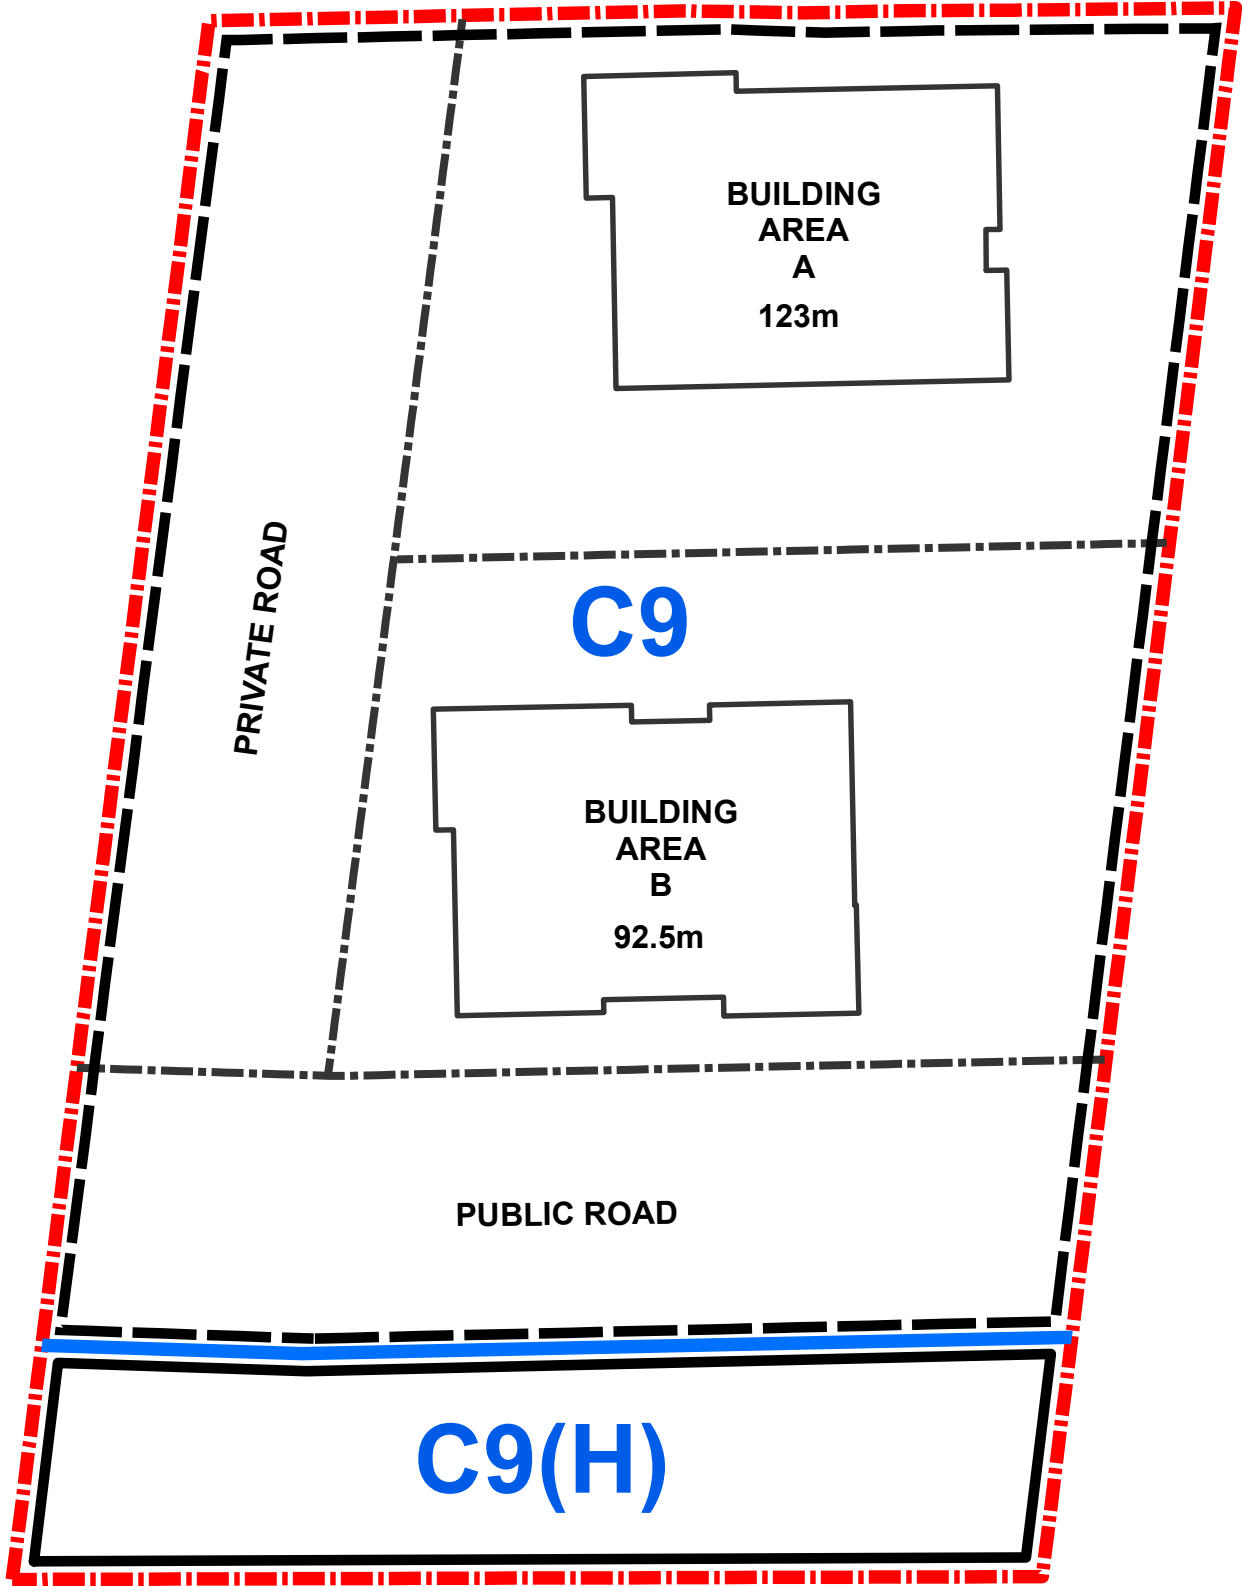 BUILDING
AREA
A
123m
PRIVATE ROAD
C9
BUILDING
AREA
B
92.5m
PUBLIC ROAD
C9(H)